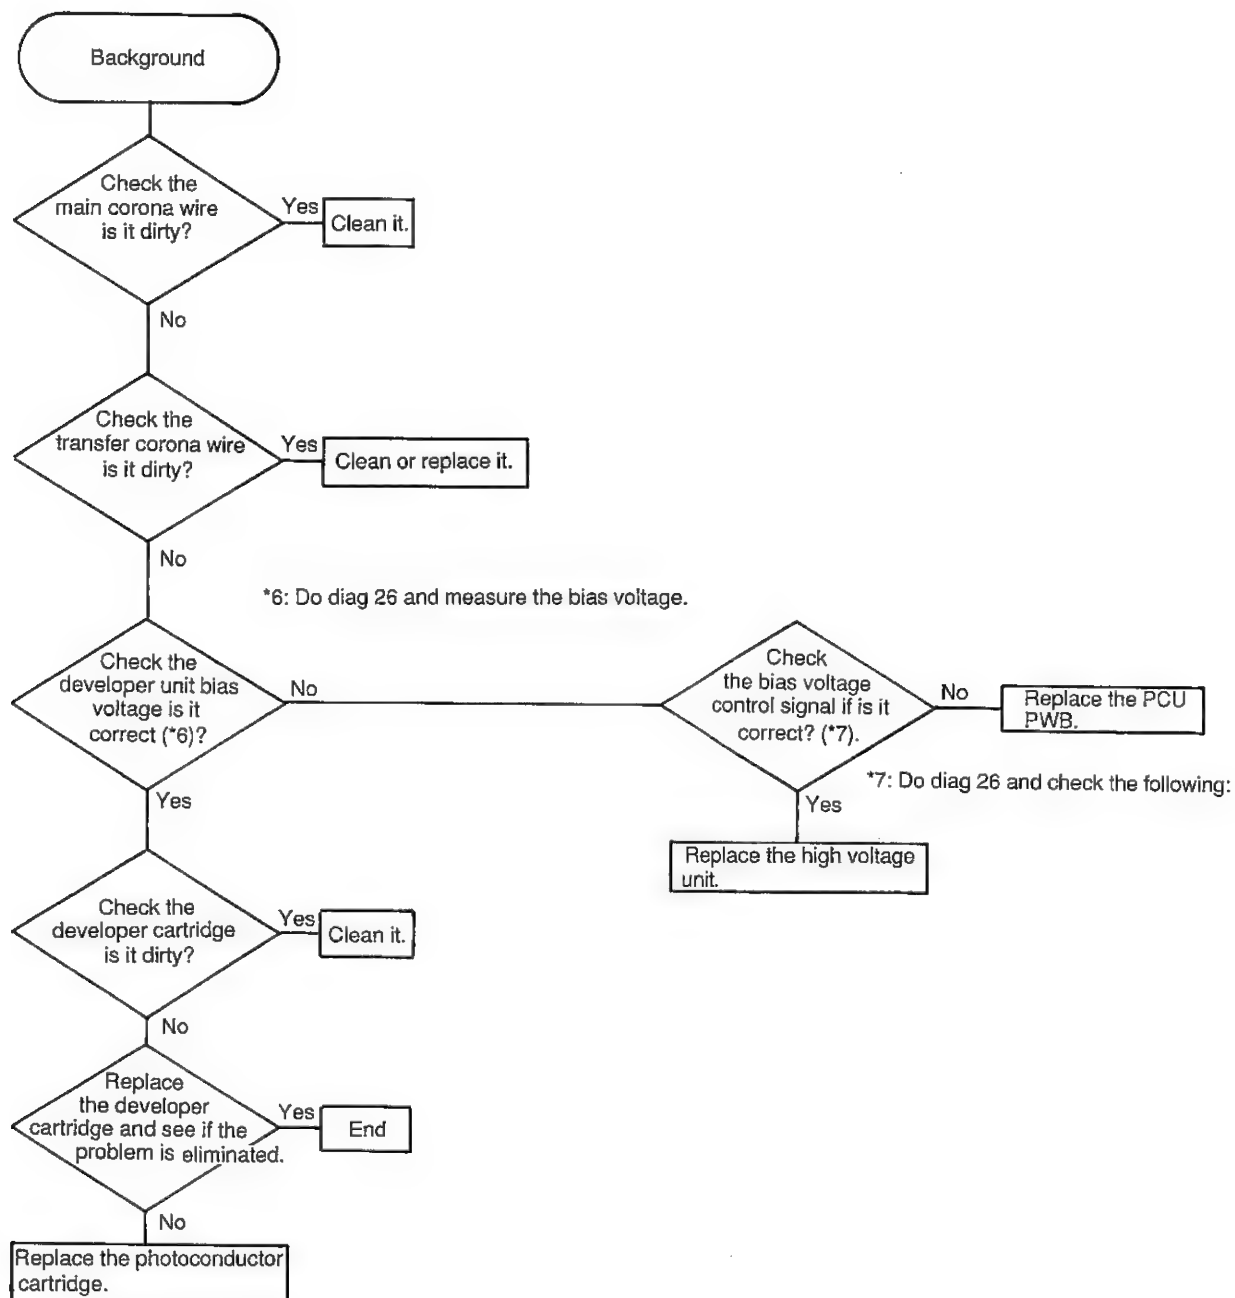 Background
Check the
main corona wire
is it dirty?
Yes
Clean it.
No
Check the
transfer corona wire
is it dirty?
Yes
Clean or replace it.
No
*6: Do diag 26 and measure the bias voltage.
Check the
developer unit bias
voltage is it
correct (*6)?
No
Check
the bias voltage
control signal if is it
correct? (*7).
No
Replace the PCU
PWB.
*7: Do diag 26 and check the following:
Yes
Replace the high voltage
unit.
Yes
Check the
developer cartridge
is it dirty?
Yes
Clean it.
No
Replace
the developer
cartridge and see if the
problem is eliminated.
Yes
End
No
Replace the photoconductor
cartridge.